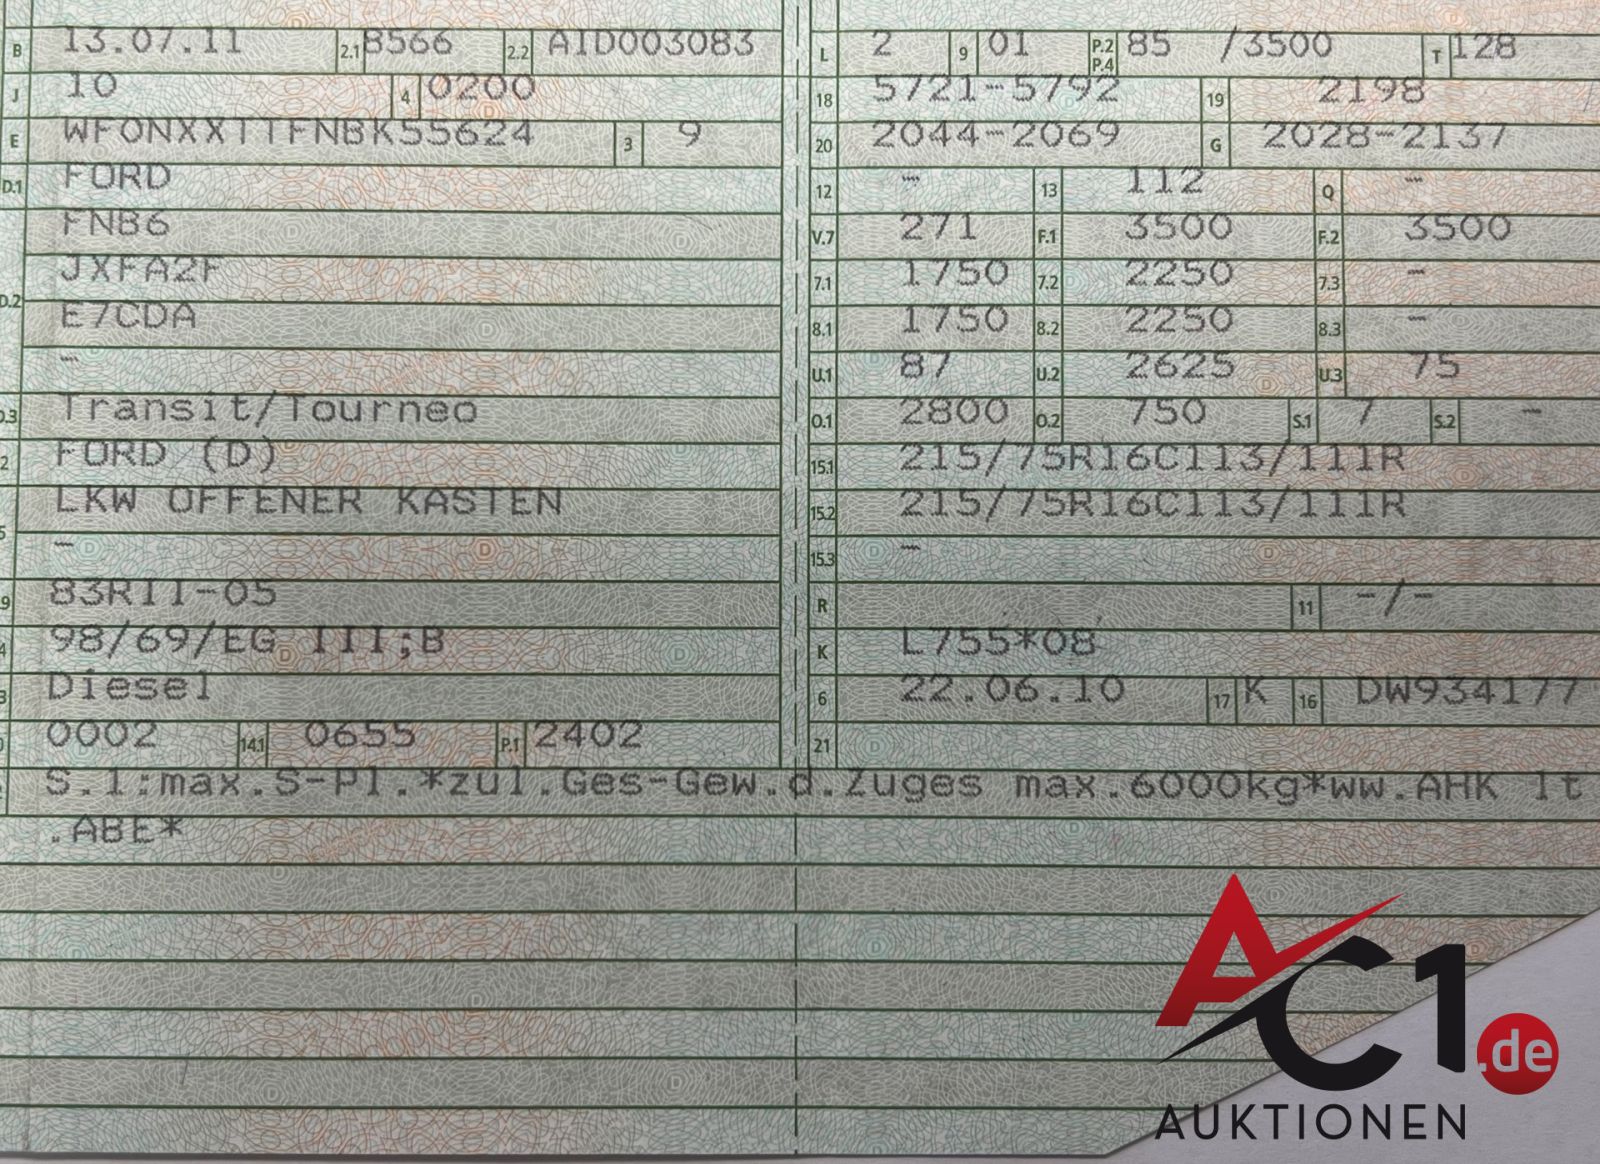 B 13.07.11 2.1 8566 2.2 AID003083 L 2 9 01 P.2 P.4 85 /3500 T 128
J 10 4 0200 18 5721-5792 19 2198
E WF0NXXTTFNBK55624 3 9 20 2044-2069 G 2028-2137
D.1 FORD 12 - 13 112 Q -
FNB6 V.7 271 F.1 3500 F.2 3500
D.2 JXFA2F 7.1 1750 7.2 2250 7.3 -
E7CDA 8.1 1750 8.2 2250 8.3 -
- U.1 87 U.2 2625 U.3 75
D.3 Transit/Tourneo O.1 2800 O.2 750 S.1 7 S.2 -
2 FORD (D) 15.1 215/75R16C113/111R
5 LKW OFFENER KASTEN 15.2 215/75R16C113/111R
- 15.3 -
9 83RII-05 R 11 -/-
4 98/69/EG III;B K L755*08
3 Diesel 6 22.06.10 17 K 16 DW934177
0002 14.1 0655 P.1 2402 21
S.1:max.S-Pl.*zul.Ges-Gew.d.Zuges max.6000kg*ww.AHK lt
.ABE*
AC1.de
AUKTIONEN